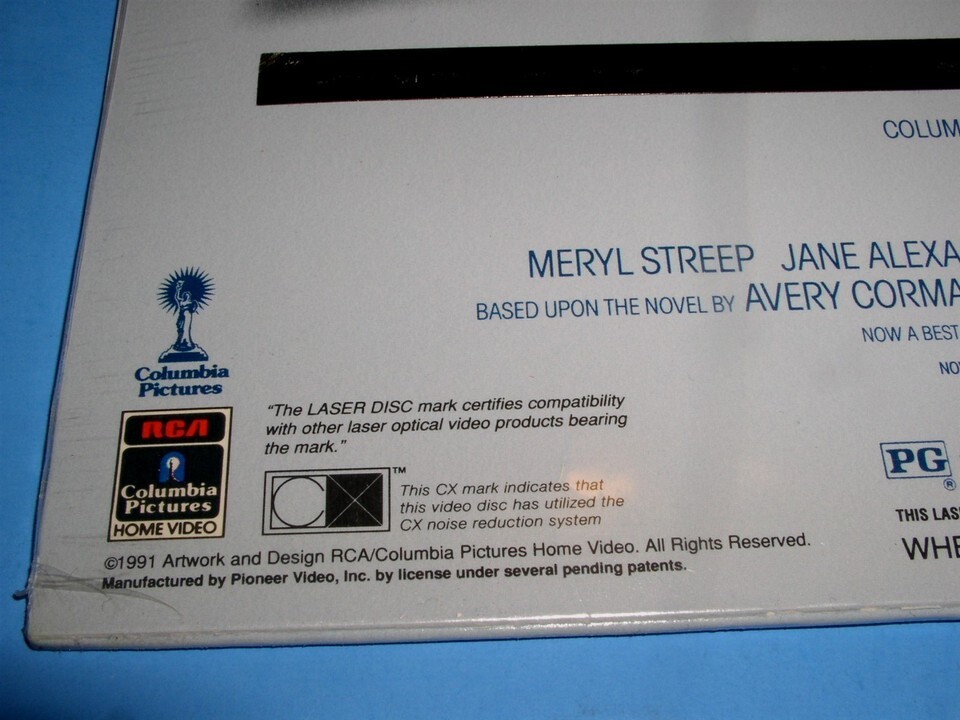 COLUM
MERYL STREEP JANE ALEXA
BASED UPON THE NOVEL BY AVERY CORMA
NOW A BEST
NO
Columbia
Pictures
RCA
Columbia
Pictures
HOME VIDEO
"The LASER DISC mark certifies compatibility
with other laser optical video products bearing
the mark."
CX
TM
This CX mark indicates that
this video disc has utilized the
CX noise reduction system
PG
®
THIS LAS
WHE
©1991 Artwork and Design RCA/Columbia Pictures Home Video. All Rights Reserved.
Manufactured by Pioneer Video, Inc. by license under several pending patents.